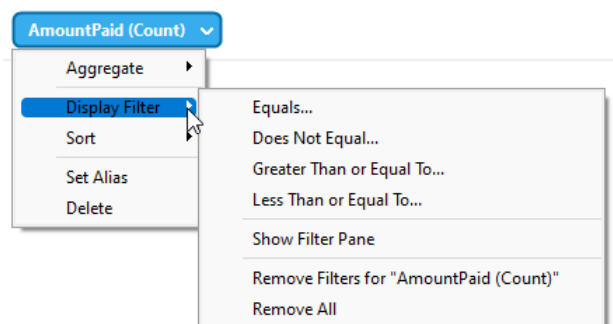 AmountPaid (Count)
Aggregate
Display Filter
Sort
Set Alias
Delete
Equals...
Does Not Equal...
Greater Than or Equal To...
Less Than or Equal To...
Show Filter Pane
Remove Filters for "AmountPaid (Count)"
Remove All